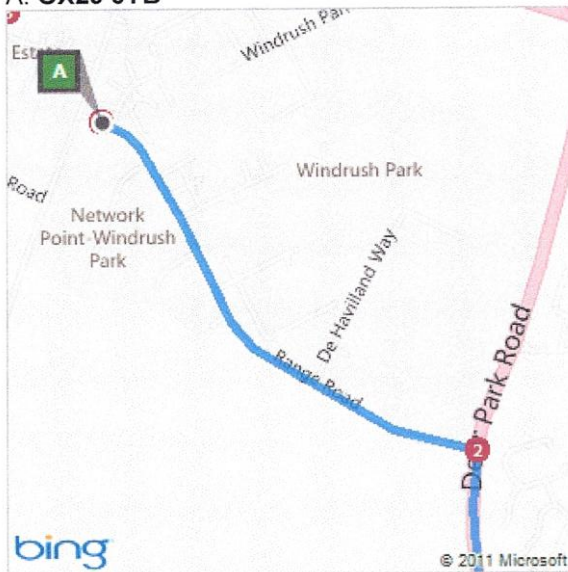 Windrush Park
Estate
A
Windrush Park
Road
Network
Point-Windrush
Park
De Havilland Way
Range Road
Park Road
2
bing
© 2011 Microsoft